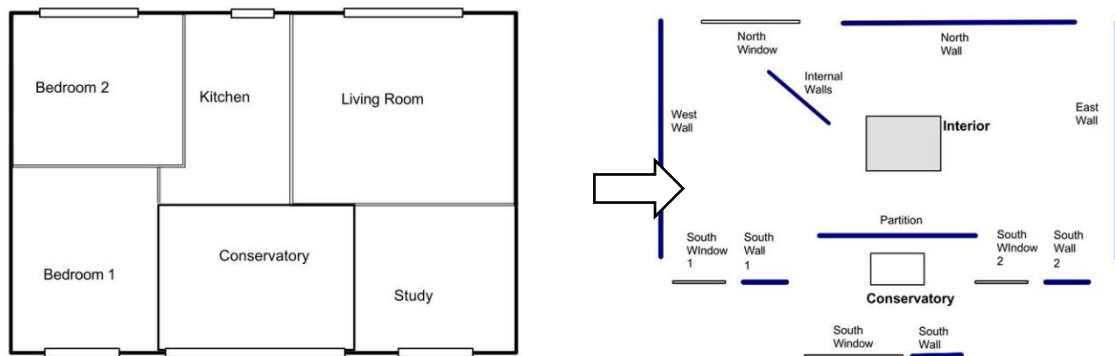 Bedroom 2
Kitchen
Living Room
Bedroom 1
Conservatory
Study
North
Window
North
Wall
Internal
Walls
West
Wall
East
Wall
Interior
Partition
South
WIndow
1
South
Wall
1
South
WIndow
2
South
Wall
2
Conservatory
South
Window
South
Wall